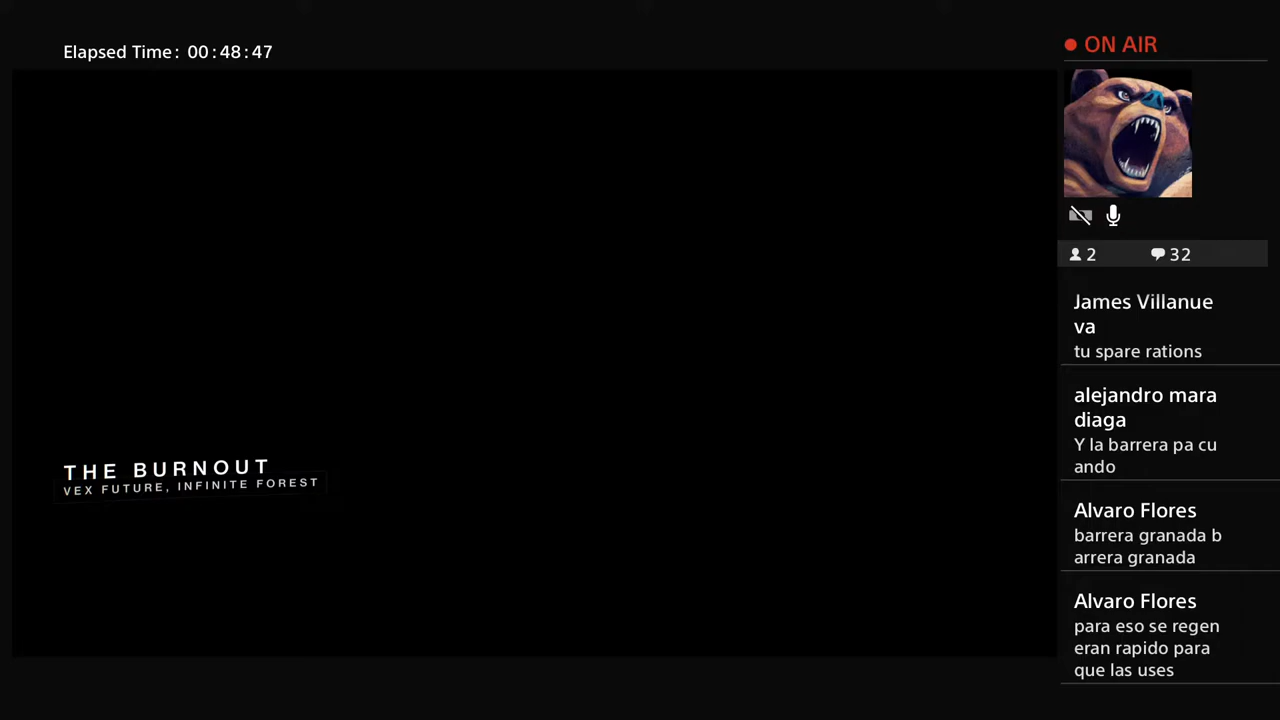 Elapsed Time: 00:48:47
ON AIR
2
32
James Villanue
va
tu spare rations
alejandro mara
diaga
Y la barrera pa cu
ando
Alvaro Flores
barrera granada b
arrera granada
Alvaro Flores
para eso se regen
eran rapido para
que las uses
THE BURNOUT
VEX FUTURE, INFINITE FOREST